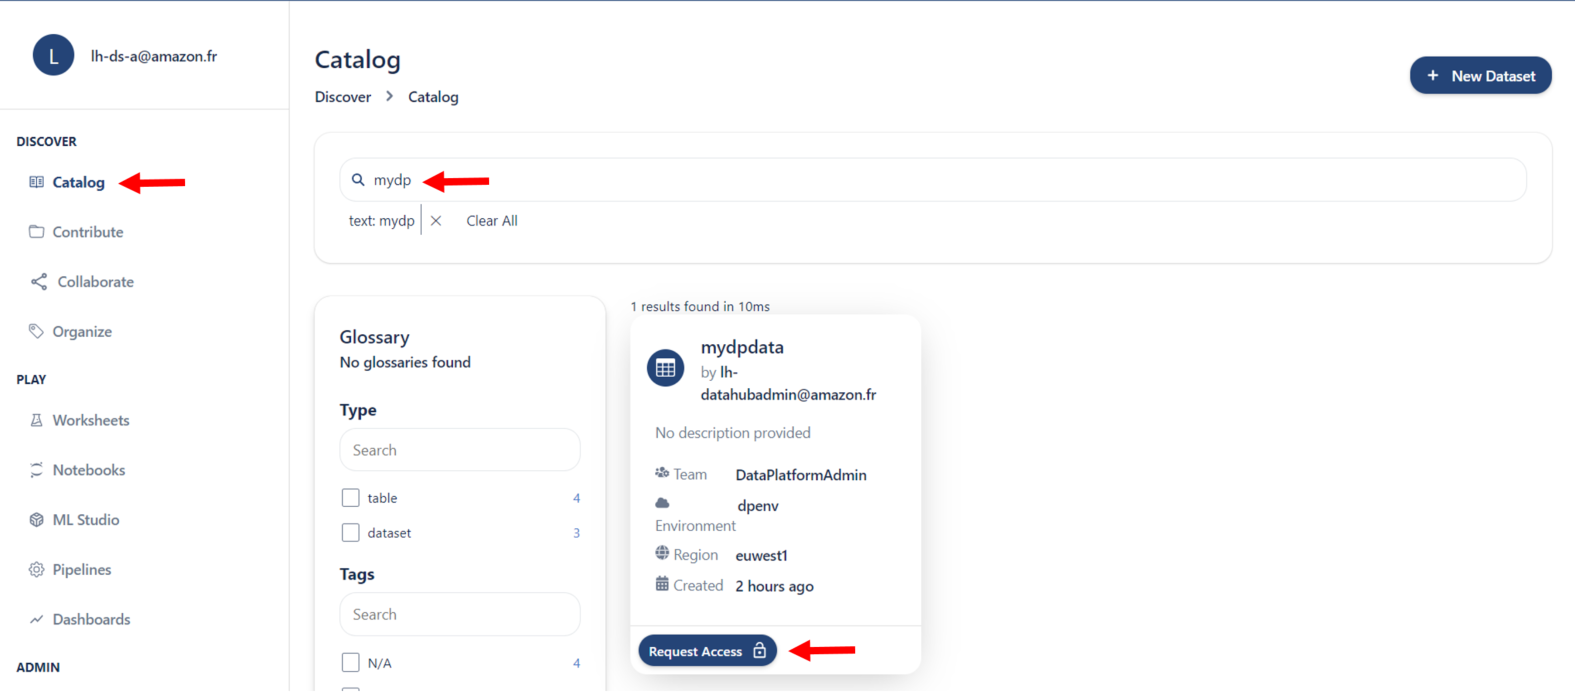 L
lh-ds-a@amazon.fr
DISCOVER
Catalog
Contribute
Collaborate
Organize
PLAY
Worksheets
Notebooks
ML Studio
Pipelines
Dashboards
ADMIN
Catalog
Discover > Catalog
+ New Dataset
mydp
text: mydp × Clear All
Glossary
No glossaries found
Type
Search
table 4
dataset 3
Tags
Search
N/A 4
1 results found in 10ms
mydpdata
by lh-
datahubadmin@amazon.fr
No description provided
Team DataPlatformAdmin
dpenv
Environment
Region euwest1
Created 2 hours ago
Request Access